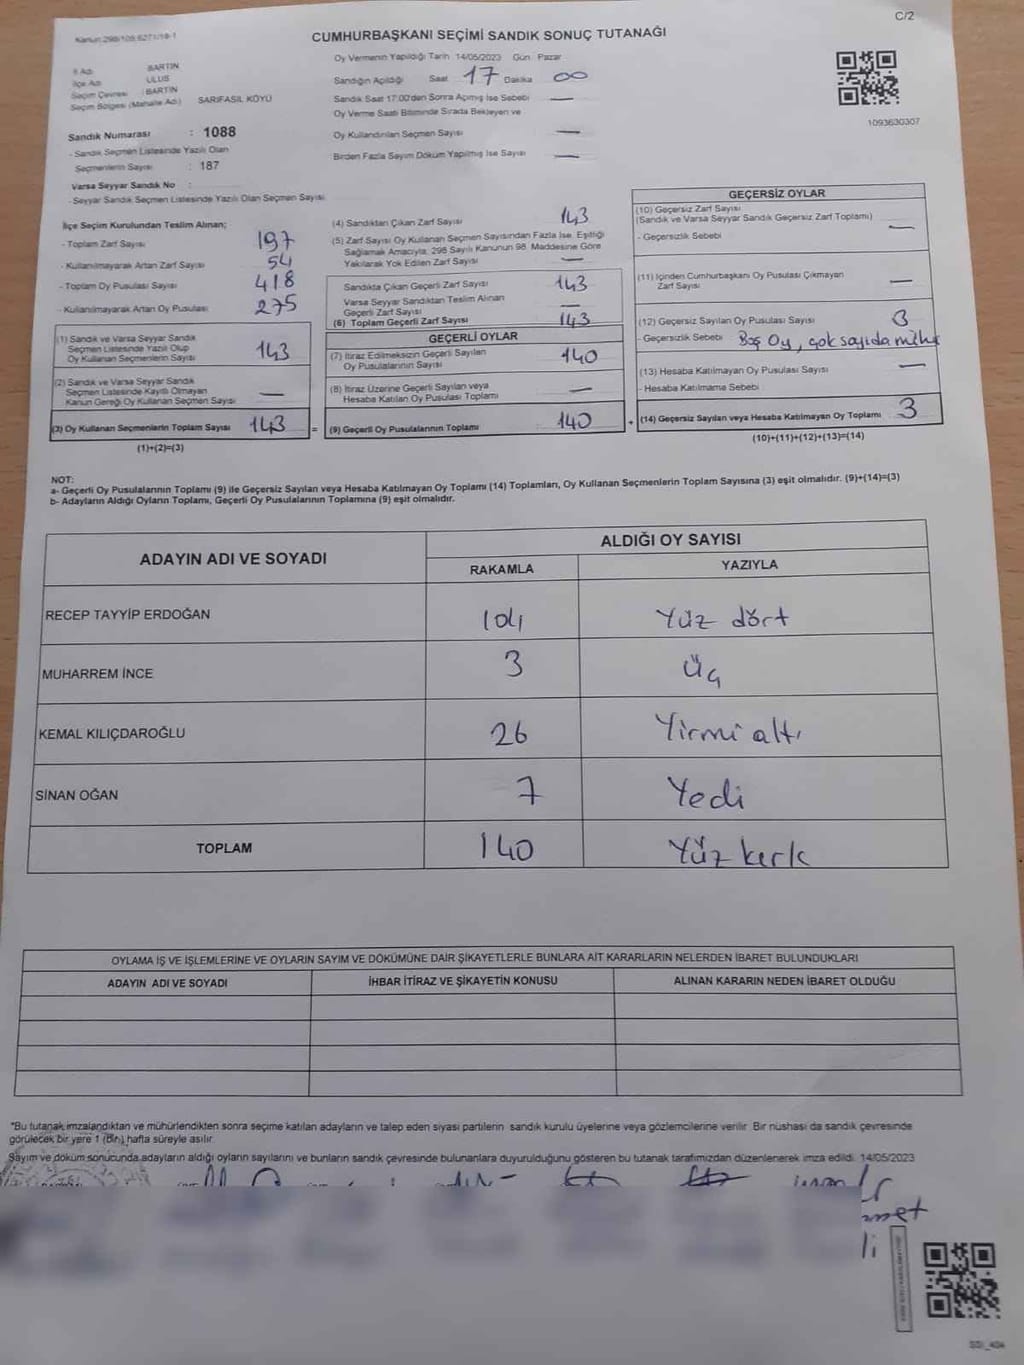 C/2
Kanun:298/109,6271/19-1
CUMHURBAŞKANI SEÇİMİ SANDIK SONUÇ TUTANAĞI
Oy Vermenin Yapıldığı Tarih 14/05/2023 Gün Pazar
İl Adı BARTIN
İlçe Adı ULUS
Seçim Çevresi : BARTIN
Seçim Bölgesi (Mahalle Adı) SARIFASIL KÖYÜ
Sandığın Açıldığı Saat 17 Dakika 00
Sandık Saat 17:00'den Sonra Açılmış İse Sebebi —
Oy Verme Saati Bitiminde Sırada Bekleyen ve
Oy Kullandırılan Seçmen Sayısı —
Birden Fazla Sayım Döküm Yapılmış İse Sayısı —
1093630307
Sandık Numarası : 1088
- Sandık Seçmen Listesinde Yazılı Olan
Seçmenlerin Sayısı : 187
Varsa Seyyar Sandık No :
- Seyyar Sandık Seçmen Listesinde Yazılı Olan Seçmen Sayısı
İlçe Seçim Kurulundan Teslim Alınan;
- Toplam Zarf Sayısı 197
- Kullanılmayarak Artan Zarf Sayısı 54
- Toplam Oy Pusulası Sayısı 418
- Kullanılmayarak Artan Oy Pusulası 275
(1) Sandık ve Varsa Seyyar Sandık
Seçmen Listesinde Yazılı Olup
Oy Kullanan Seçmenlerin Sayısı 143
(2) Sandık ve Varsa Seyyar Sandık
Seçmen Listesinde Kayıtlı Olmayan
Kanun Gereği Oy Kullanan Seçmen Sayısı —
(3) Oy Kullanan Seçmenlerin Toplam Sayısı 143 =
(1)+(2)=(3)
(4) Sandıktan Çıkan Zarf Sayısı 143
(5) Zarf Sayısı Oy Kullanan Seçmen Sayısından Fazla İse, Eşitliği
Sağlamak Amacıyla, 298 Sayılı Kanunun 98. Maddesine Göre
Yakılarak Yok Edilen Zarf Sayısı —
Sandıkta Çıkan Geçerli Zarf Sayısı 143
Varsa Seyyar Sandıktan Teslim Alınan
Geçerli Zarf Sayısı —
(6) Toplam Geçerli Zarf Sayısı 143
GEÇERLİ OYLAR
(7) İtiraz Edilmeksizin Geçerli Sayılan
Oy Pusulalarının Sayısı 140
(8) İtiraz Üzerine Geçerli Sayılan veya
Hesaba Katılan Oy Pusulası Toplamı —
(9) Geçerli Oy Pusulalarının Toplamı 140 +
GEÇERSİZ OYLAR
(10) Geçersiz Zarf Sayısı
(Sandık ve Varsa Seyyar Sandık Geçersiz Zarf Toplamı) —
- Geçersizlik Sebebi
(11) İçinden Cumhurbaşkanı Oy Pusulası Çıkmayan
Zarf Sayısı —
(12) Geçersiz Sayılan Oy Pusulası Sayısı 3
- Geçersizlik Sebebi Boş Oy, çok sayıda mühür
(13) Hesaba Katılmayan Oy Pusulası Sayısı —
- Hesaba Katılmama Sebebi
(14) Geçersiz Sayılan veya Hesaba Katılmayan Oy Toplamı 3
(10)+(11)+(12)+(13)=(14)
NOT:
a- Geçerli Oy Pusulalarının Toplamı (9) ile Geçersiz Sayılan veya Hesaba Katılmayan Oy Toplamı (14) Toplamları, Oy Kullanan Seçmenlerin Toplam Sayısına (3) eşit olmalıdır. (9)+(14)=(3)
b- Adayların Aldığı Oyların Toplamı, Geçerli Oy Pusulalarının Toplamına (9) eşit olmalıdır.
ADAYIN ADI VE SOYADI
ALDIĞI OY SAYISI
RAKAMLA YAZIYLA
RECEP TAYYİP ERDOĞAN 104 Yüz dört
MUHARREM İNCE 3 Üç
KEMAL KILIÇDAROĞLU 26 Yirmi altı
SİNAN OĞAN 7 Yedi
TOPLAM 140 Yüz kırk
OYLAMA İŞ VE İŞLEMLERİNE VE OYLARIN SAYIM VE DÖKÜMÜNE DAİR ŞİKAYETLERLE BUNLARA AİT KARARLARIN NELERDEN İBARET BULUNDUKLARI
ADAYIN ADI VE SOYADI İHBAR İTİRAZ VE ŞİKAYETİN KONUSU ALINAN KARARIN NEDEN İBARET OLDUĞU
*Bu tutanak imzalandıktan ve mühürlendikten sonra seçime katılan adayların ve talep eden siyasi partilerin sandık kurulu üyelerine veya gözlemcilerine verilir. Bir nüshası da sandık çevresinde
görülecek bir yere 1 (Bir) hafta süreyle asılır.
Sayım ve döküm sonucunda adayların aldığı oyların sayılarını ve bunların sandık çevresinde bulunanlara duyurulduğunu gösteren bu tutanak tarafımızdan düzenlenerek imza edildi. 14/05/2023